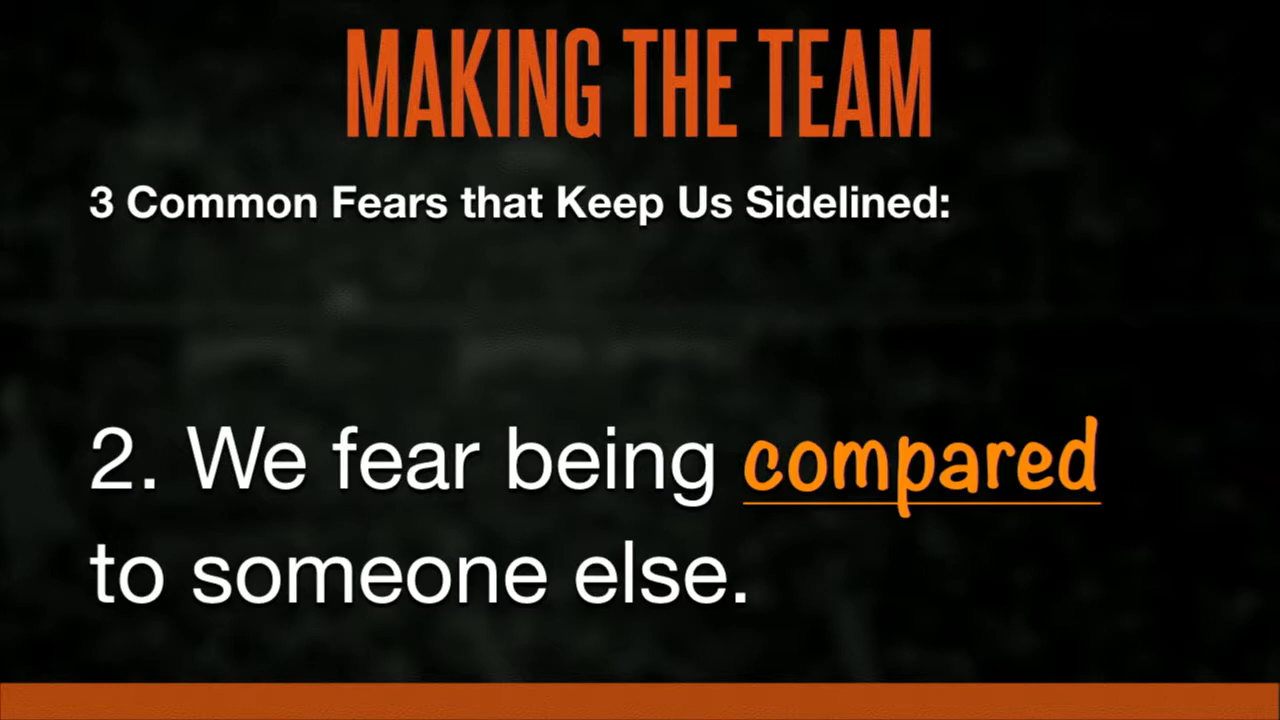 MAKING THE TEAM
3 Common Fears that Keep Us Sidelined:
2. We fear being compared
to someone else.